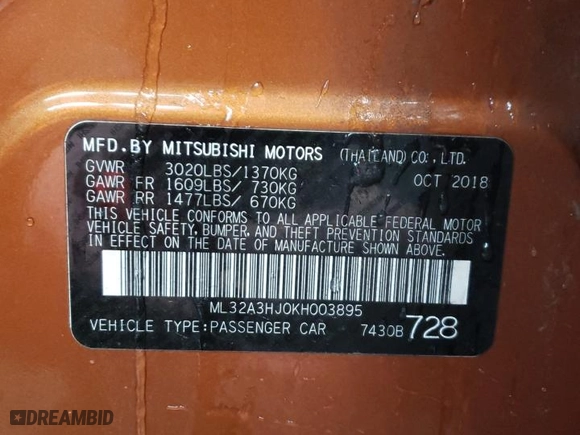 MFD.BY MITSUBISHI MOTORS (THAILAND) CO., LTD.
GVWR 3020LBS/1370KG OCT 2018
GAWR FR 1609LBS/ 730KG
GAWR RR 1477LBS/ 670KG
THIS VEHICLE CONFORMS TO ALL APPLICABLE FEDERAL MOTOR
VEHICLE SAFETY, BUMPER, AND THEFT PREVENTION STANDARDS
IN EFFECT ON THE DATE OF MANUFACTURE SHOWN ABOVE.
ML32A3HJ0KH003895
VEHICLE TYPE:PASSENGER CAR 7430B 728
DREAMBID